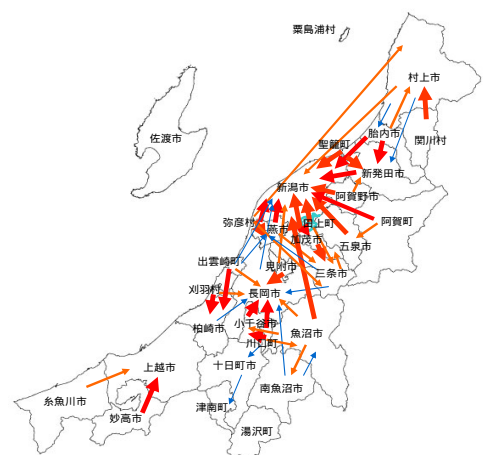 粟島浦村
村上市
佐渡市
胎内市
関川村
聖籠町
新発田市
新潟市
阿賀野市
弥彦村
燕市
田上町
阿賀町
加茂市
五泉市
出雲崎町
見附市
三条市
刈羽村
長岡市
柏崎市
小千谷市
魚沼市
川口町
上越市
十日町市
南魚沼市
糸魚川市
妙高市
津南町
湯沢町